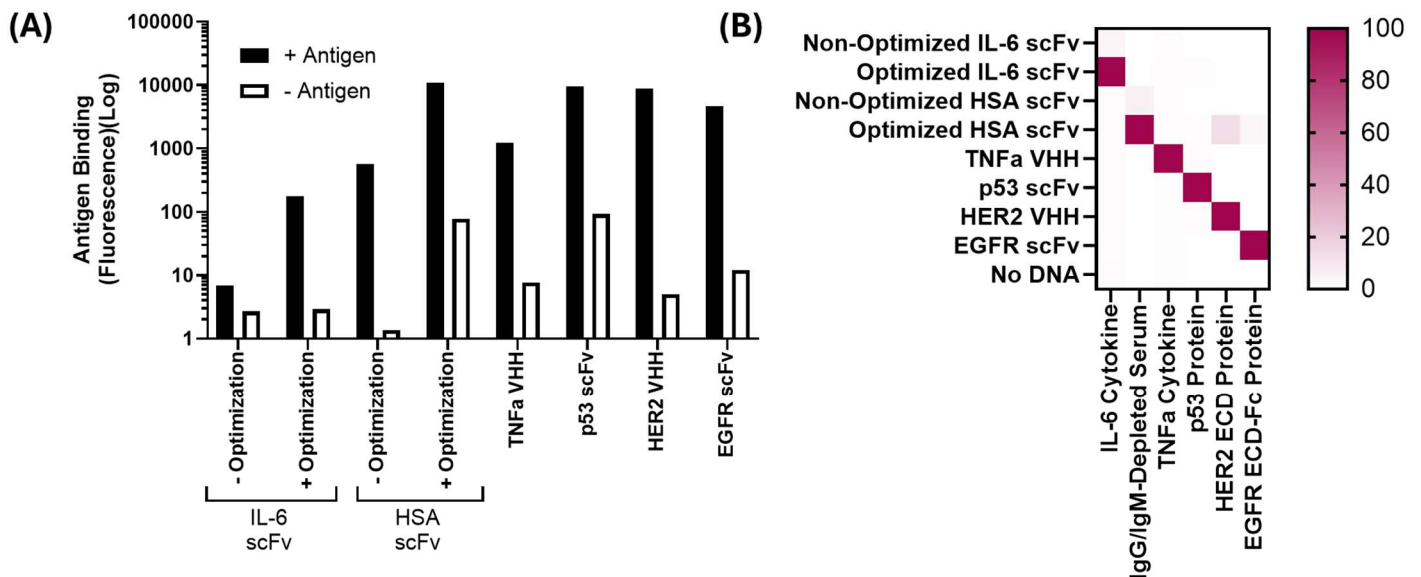 (A)
Antigen Binding
(Fluorescence)(Log)
100000
10000
1000
100
10
1
+ Antigen
- Antigen
- Optimization
+ Optimization
- Optimization
+ Optimization
TNFa VHH
p53 scFv
HER2 VHH
EGFR scFv
IL-6
scFv
HSA
scFv
(B)
Non-Optimized IL-6 scFv
Optimized IL-6 scFv
Non-Optimized HSA scFv
Optimized HSA scFv
TNFa VHH
p53 scFv
HER2 VHH
EGFR scFv
No DNA
IL-6 Cytokine
IgG/IgM-Depleted Serum
TNFa Cytokine
p53 Protein
HER2 ECD Protein
EGFR ECD-Fc Protein
100
80
60
40
20
0